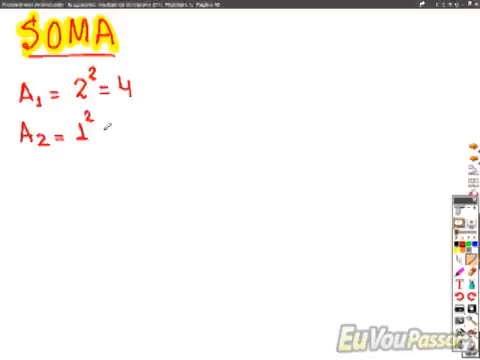 SOMA
A₁ = 2² = 4
A₂ = 1²
EuVouPassar